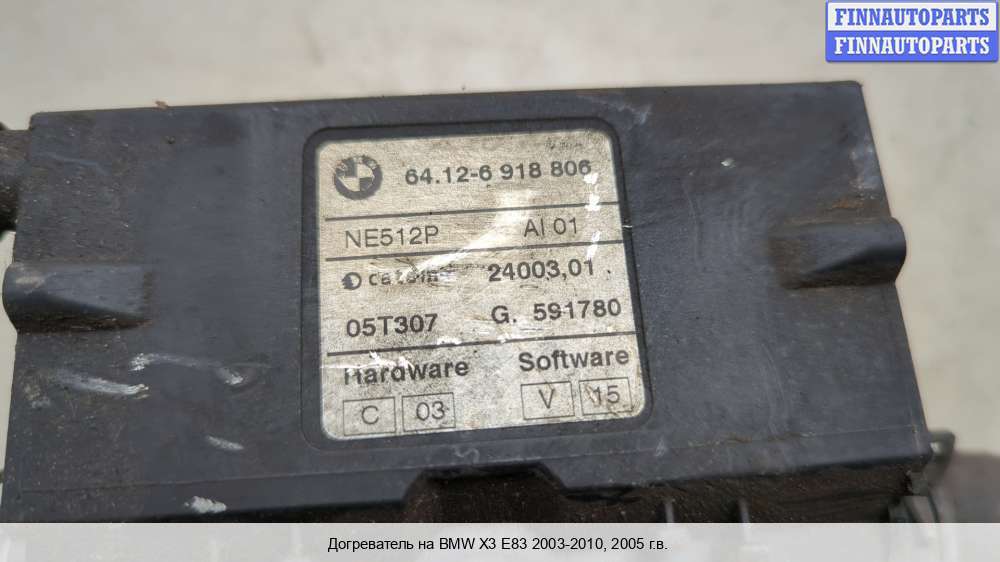 FINNAUTOPARTS
FINNAUTOPARTS
64.12-6 918 806
NE512P AI 01
24003,01
05T307 G. 591780
Hardware Software
C 03 V 15
Догреватель на BMW X3 E83 2003-2010, 2005 г.в.